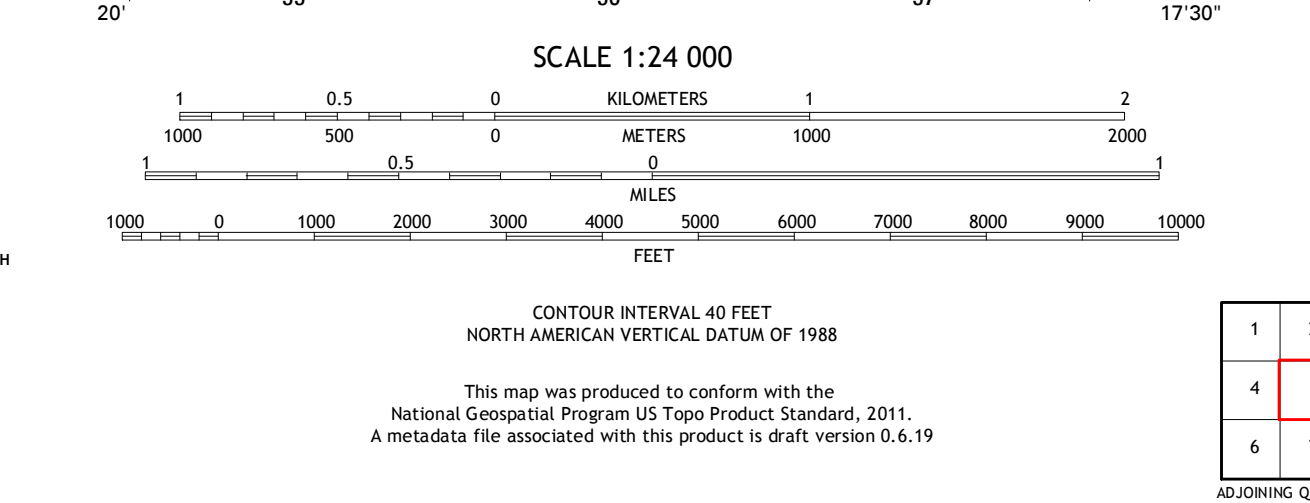 20' 17'30"
SCALE 1:24 000
1 0.5 0 KILOMETERS 1 2
1000 500 0 METERS 1000 2000
1 0.5 0 1
MILES
1000 0 1000 2000 3000 4000 5000 6000 7000 8000 9000 10000
FEET
H
CONTOUR INTERVAL 40 FEET
NORTH AMERICAN VERTICAL DATUM OF 1988
This map was produced to conform with the
National Geospatial Program US Topo Product Standard, 2011.
A metadata file associated with this product is draft version 0.6.19
1
4
6
ADJOINING